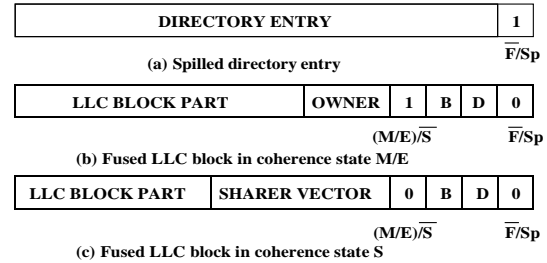 DIRECTORY ENTRY 1
F̅/Sp
(a) Spilled directory entry
LLC BLOCK PART OWNER 1 B D 0
(M/E)/S̅ F̅/Sp
(b) Fused LLC block in coherence state M/E
LLC BLOCK PART SHARER VECTOR 0 B D 0
(M/E)/S̅ F̅/Sp
(c) Fused LLC block in coherence state S